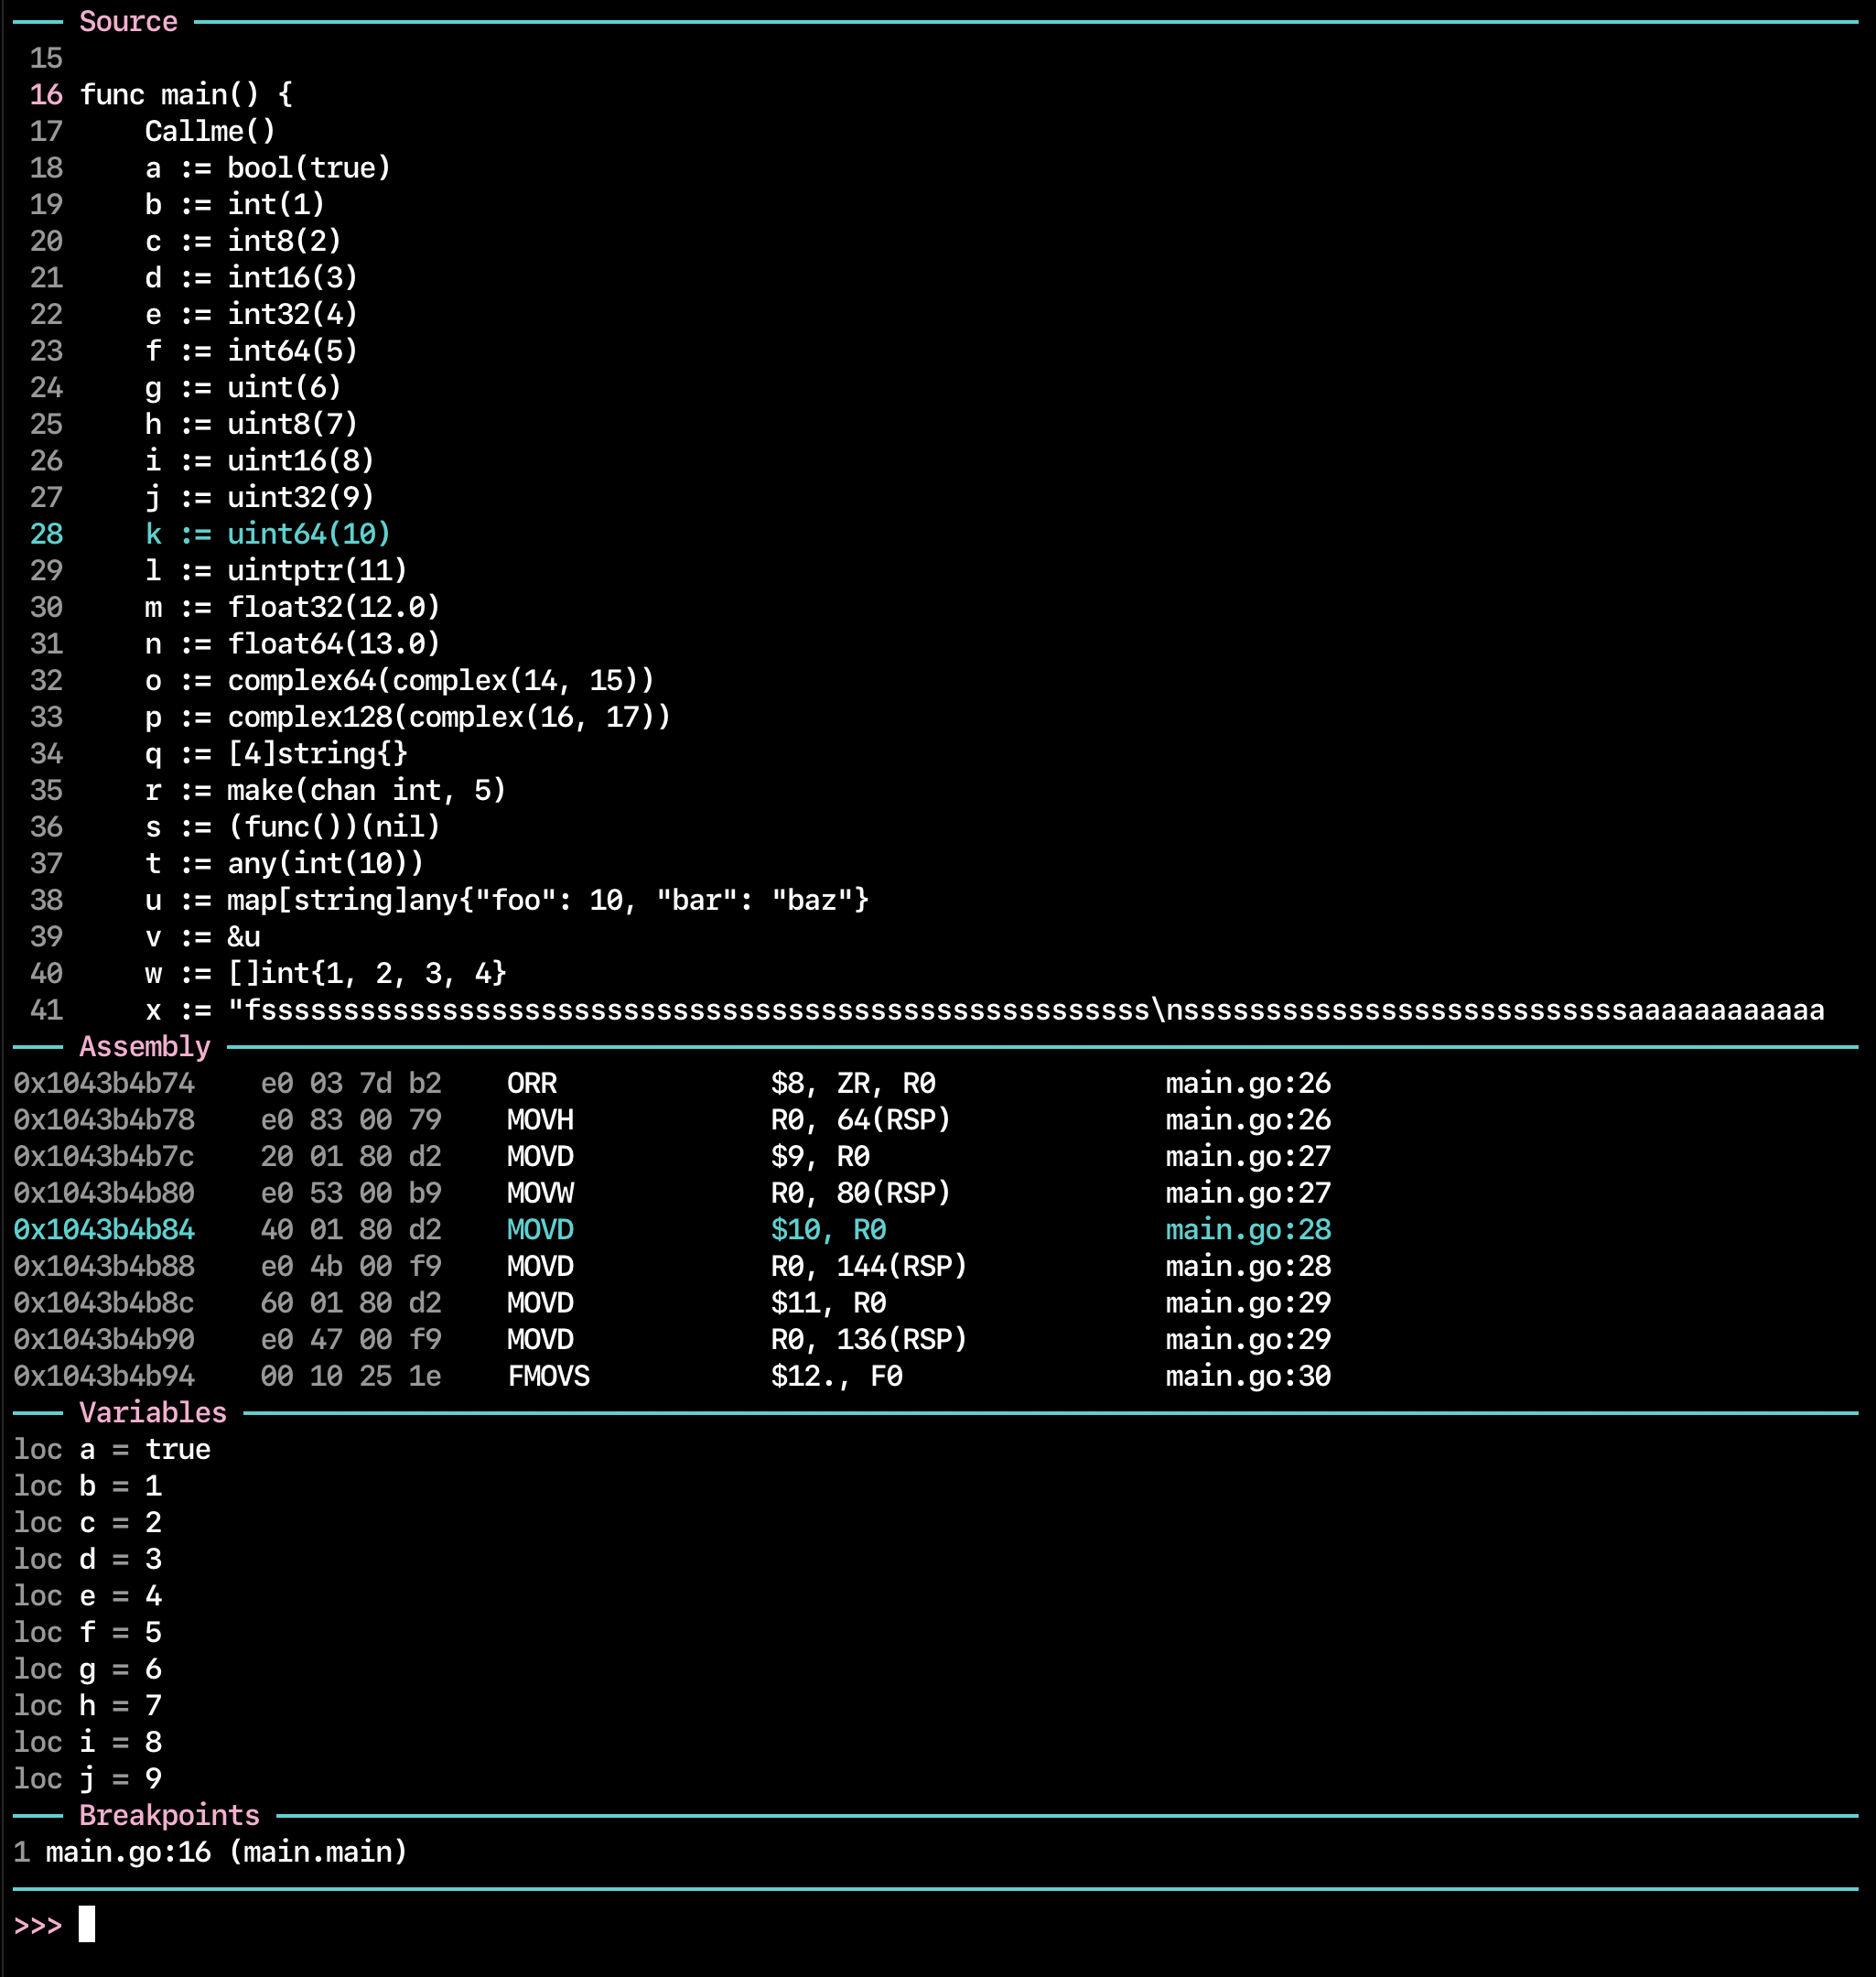 Source
15
16 func main() {
17     Callme()
18     a := bool(true)
19     b := int(1)
20     c := int8(2)
21     d := int16(3)
22     e := int32(4)
23     f := int64(5)
24     g := uint(6)
25     h := uint8(7)
26     i := uint16(8)
27     j := uint32(9)
28     k := uint64(10)
29     l := uintptr(11)
30     m := float32(12.0)
31     n := float64(13.0)
32     o := complex64(complex(14, 15))
33     p := complex128(complex(16, 17))
34     q := [4]string{}
35     r := make(chan int, 5)
36     s := (func())(nil)
37     t := any(int(10))
38     u := map[string]any{"foo": 10, "bar": "baz"}
39     v := &u
40     w := []int{1, 2, 3, 4}
41     x := "fssssssssssssssssssssssssssssssssssssssssssssssssssssss\nsssssssssssssssssssssssssssaaaaaaaaaaaa
Assembly
0x1043b4b74    e0 03 7d b2    ORR             $8, ZR, R0              main.go:26
0x1043b4b78    e0 83 00 79    MOVH            R0, 64(RSP)             main.go:26
0x1043b4b7c    20 01 80 d2    MOVD            $9, R0                  main.go:27
0x1043b4b80    e0 53 00 b9    MOVW            R0, 80(RSP)             main.go:27
0x1043b4b84    40 01 80 d2    MOVD            $10, R0                 main.go:28
0x1043b4b88    e0 4b 00 f9    MOVD            R0, 144(RSP)            main.go:28
0x1043b4b8c    60 01 80 d2    MOVD            $11, R0                 main.go:29
0x1043b4b90    e0 47 00 f9    MOVD            R0, 136(RSP)            main.go:29
0x1043b4b94    00 10 25 1e    FMOVS           $12., F0                main.go:30
Variables
loc a = true
loc b = 1
loc c = 2
loc d = 3
loc e = 4
loc f = 5
loc g = 6
loc h = 7
loc i = 8
loc j = 9
Breakpoints
1 main.go:16 (main.main)
>>>